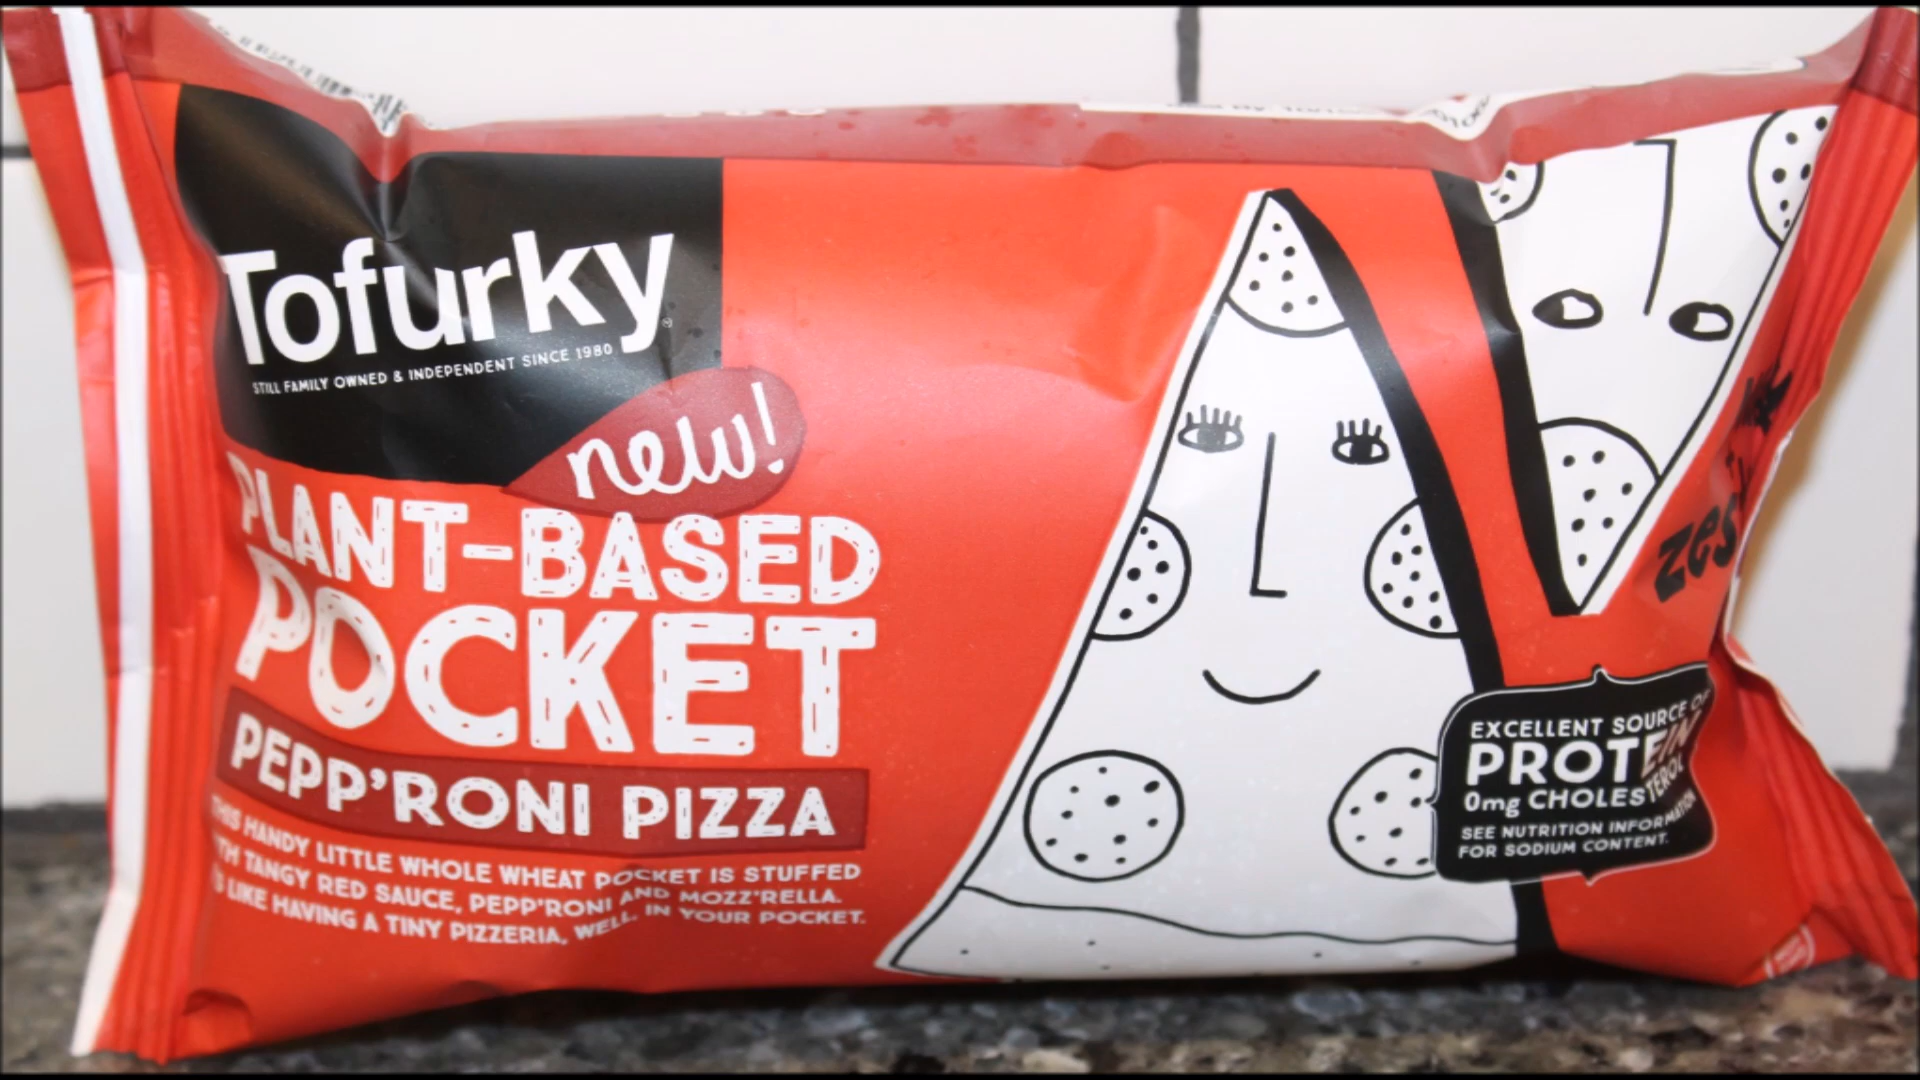 Tofurky
STILL FAMILY OWNED & INDEPENDENT SINCE 1980
new!
PLANT-BASED
POCKET
PEPP'RONI PIZZA
THIS HANDY LITTLE WHOLE WHEAT POCKET IS STUFFED
WITH TANGY RED SAUCE, PEPP'RONI AND MOZZ'RELLA.
LIKE HAVING A TINY PIZZERIA, WELL, IN YOUR POCKET.
EXCELLENT SOURCE OF
PROTEIN
0mg CHOLESTEROL
SEE NUTRITION INFORMATION
FOR SODIUM CONTENT.